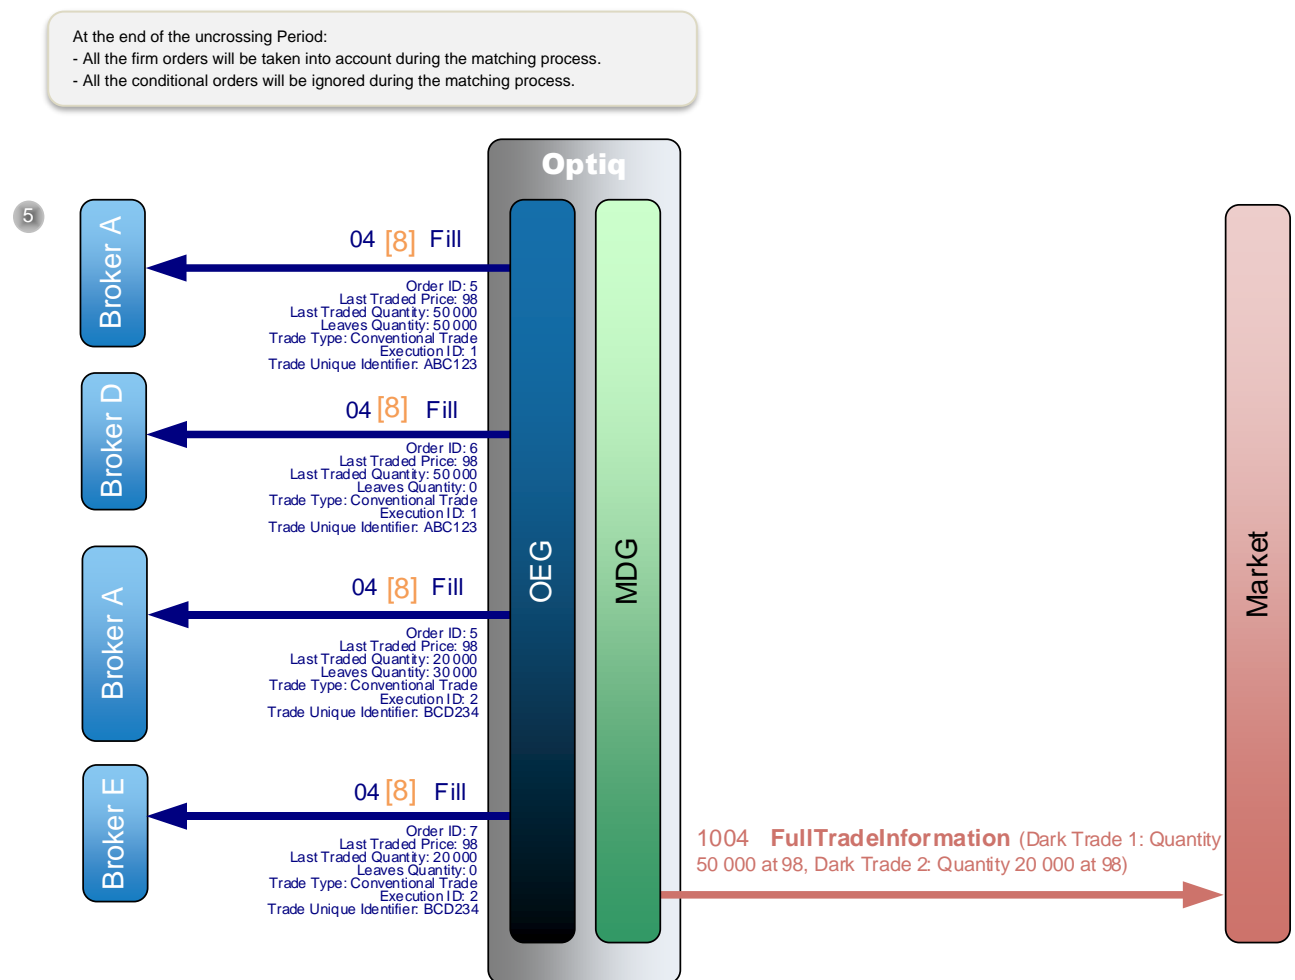 At the end of the uncrossing Period:
- All the firm orders will be taken into account during the matching process.
- All the conditional orders will be ignored during the matching process.
Optiq
5
Broker A
04 [8] Fill
Order ID: 5
Last Traded Price: 98
Last Traded Quantity: 50 000
Leaves Quantity: 50 000
Trade Type: Conventional Trade
Execution ID: 1
Trade Unique Identifier: ABC123
Broker D
04 [8] Fill
Order ID: 6
Last Traded Price: 98
Last Traded Quantity: 50 000
Leaves Quantity: 0
Trade Type: Conventional Trade
Execution ID: 1
Trade Unique Identifier: ABC123
OEG
MDG
Market
Broker A
04 [8] Fill
Order ID: 5
Last Traded Price: 98
Last Traded Quantity: 20 000
Leaves Quantity: 30 000
Trade Type: Conventional Trade
Execution ID: 2
Trade Unique Identifier: BCD234
Broker E
04 [8] Fill
Order ID: 7
Last Traded Price: 98
Last Traded Quantity: 20 000
Leaves Quantity: 0
Trade Type: Conventional Trade
Execution ID: 2
Trade Unique Identifier: BCD234
1004 FullTradeInformation (Dark Trade 1: Quantity
50 000 at 98, Dark Trade 2: Quantity 20 000 at 98)